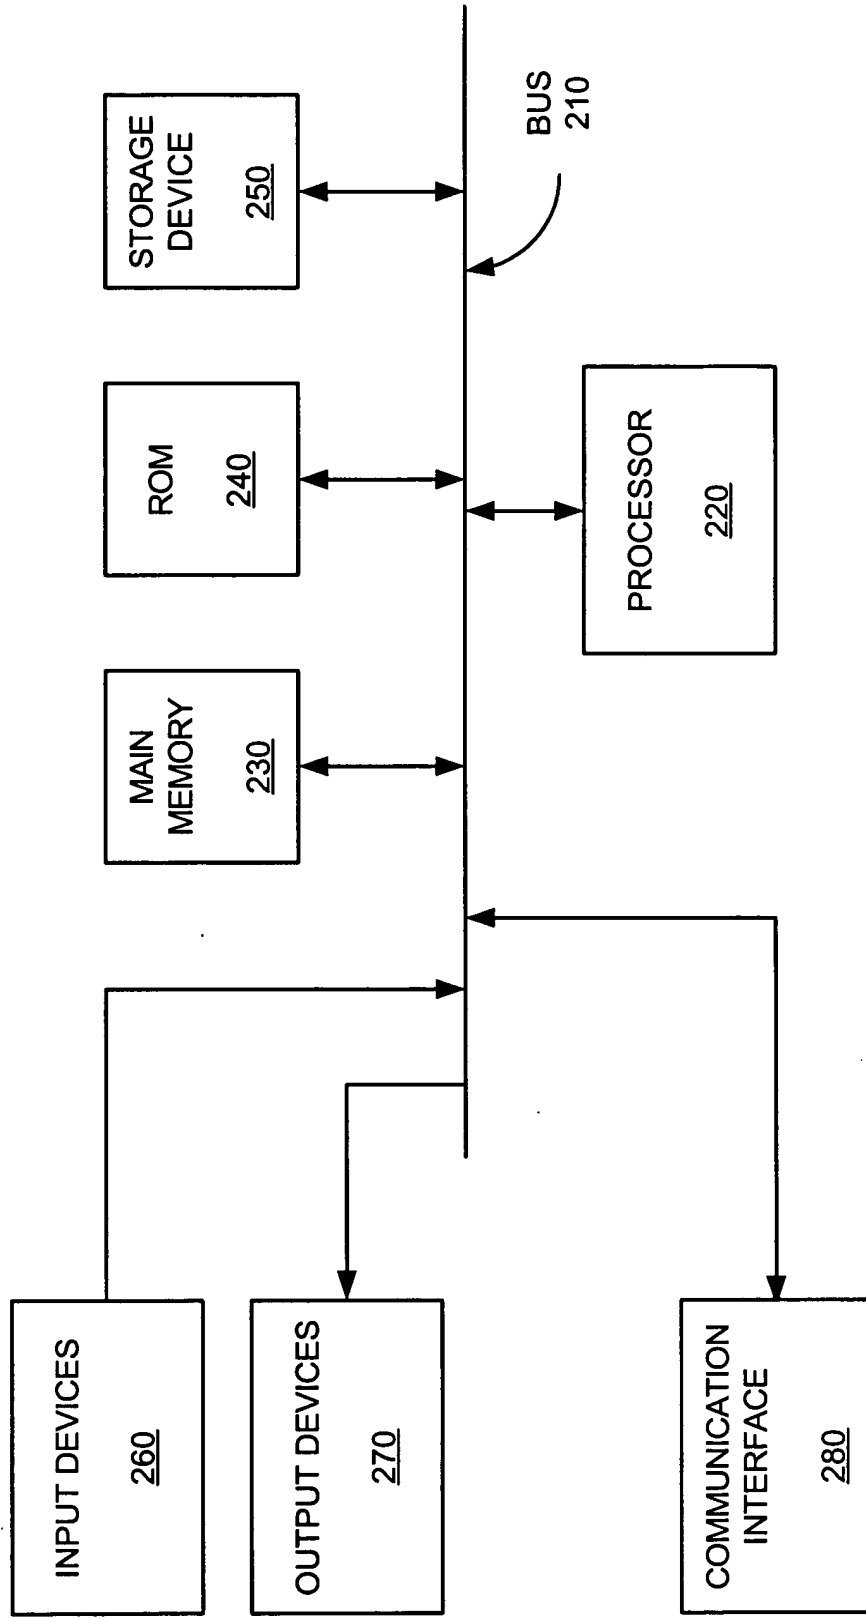 INPUT DEVICES
260
OUTPUT DEVICES
270
COMMUNICATION
INTERFACE
280
MAIN
MEMORY
230
ROM
240
STORAGE
DEVICE
250
PROCESSOR
220
BUS
210